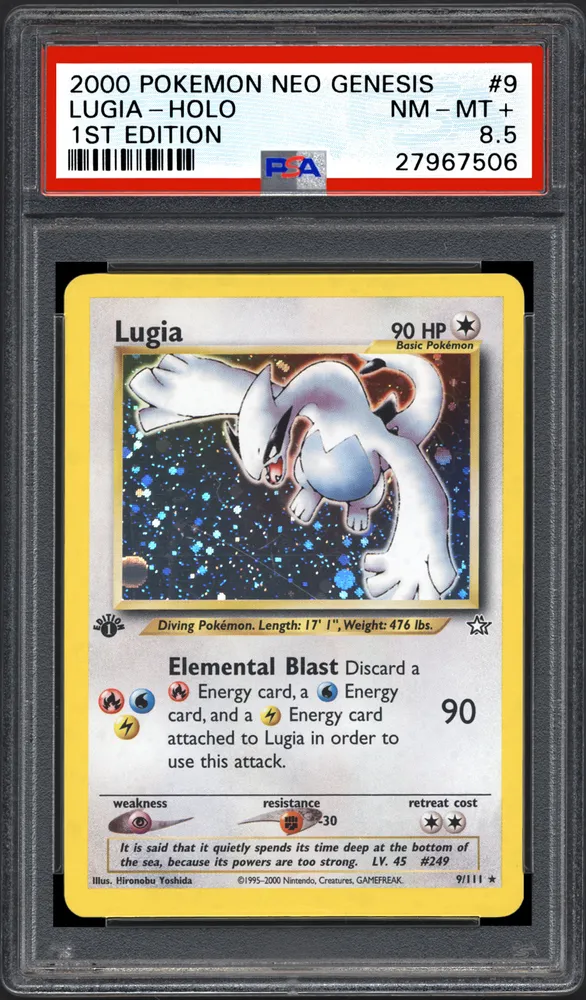 2000 POKEMON NEO GENESIS #9
LUGIA – HOLO NM – MT +
1ST EDITION 8.5
PSA 27967506
Lugia 90 HP
Basic Pokémon
EDITION
1
Diving Pokémon. Length: 17' 1", Weight: 476 lbs.
Elemental Blast Discard a
Energy card, a Energy
card, and a Energy card
attached to Lugia in order to
use this attack.
90
weakness resistance retreat cost
-30
It is said that it quietly spends its time deep at the bottom of
the sea, because its powers are too strong. LV. 45 #249
Illus. Hironobu Yoshida ©1995-2000 Nintendo, Creatures, GAMEFREAK. 9/111 ★